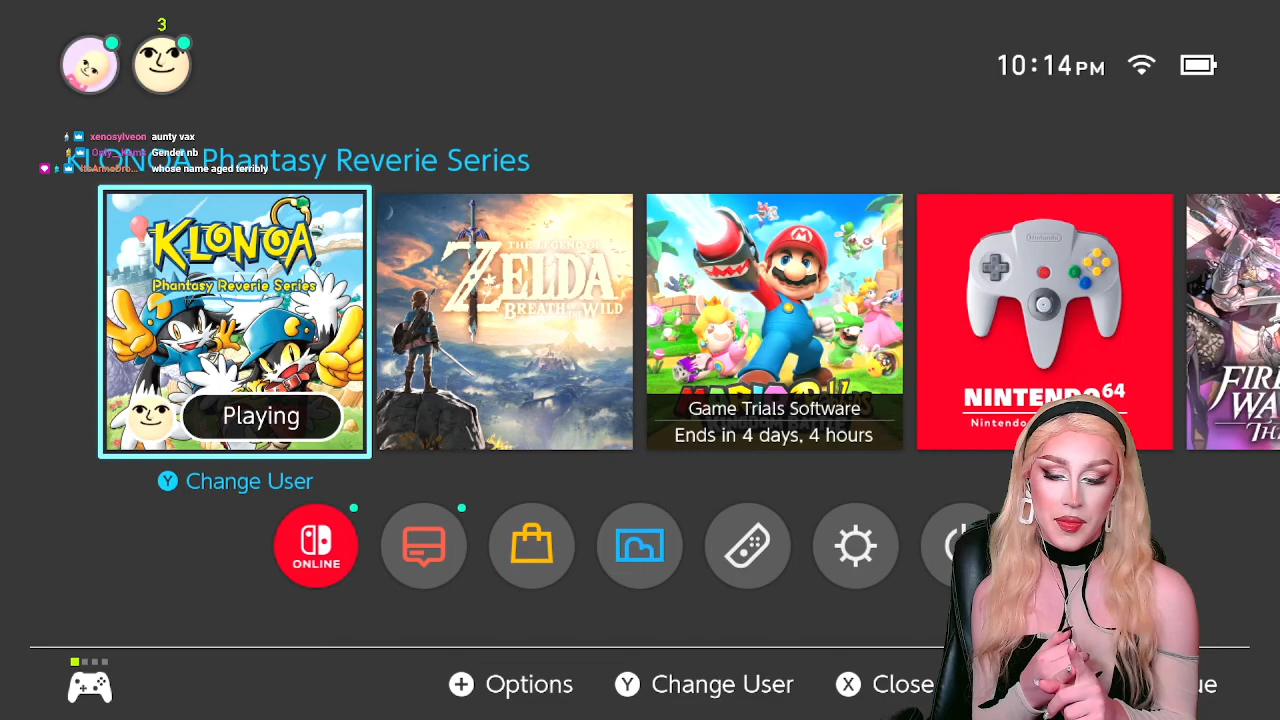 3
10:14 PM
xenosylveon aunty vax
Gender nb
whose name aged terribly
KLONOA Phantasy Reverie Series
KLONOA
Phantasy Reverie Series
Playing
THE LEGEND OF
ZELDA
BREATH OF THE WILD
Game Trials Software
Ends in 4 days, 4 hours
NINTENDO 64
Nintendo
FIRE
WA
TH
Y Change User
ONLINE
+ Options
Y Change User
X Close
ue